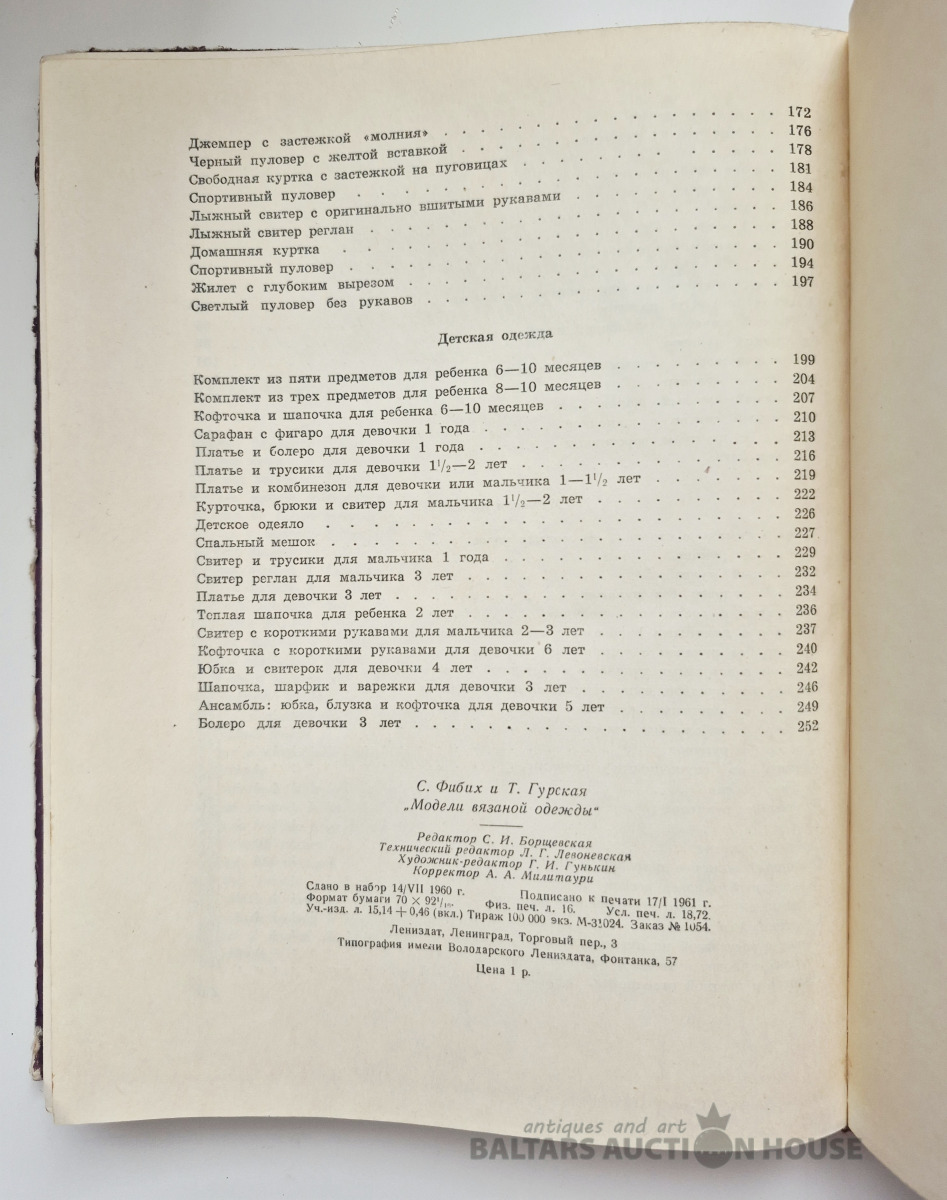 Джемпер с застежкой «молния» . . . . . . . . . . . . . . . . 172
Черный пуловер с желтой вставкой . . . . . . . . . . . . . . . 176
Свободная куртка с застежкой на пуговицах . . . . . . . . . . . . 178
Спортивный пуловер . . . . . . . . . . . . . . . . . . . . 181
Лыжный свитер с оригинально вшитыми рукавами . . . . . . . . . . 184
Лыжный свитер реглан . . . . . . . . . . . . . . . . . . . 186
Домашняя куртка . . . . . . . . . . . . . . . . . . . . . 188
Спортивный пуловер . . . . . . . . . . . . . . . . . . . . 190
Жилет с глубоким вырезом . . . . . . . . . . . . . . . . . . 194
Светлый пуловер без рукавов . . . . . . . . . . . . . . . . . 197
Детская одежда
Комплект из пяти предметов для ребенка 6—10 месяцев . . . . . . . . . 199
Комплект из трех предметов для ребенка 8—10 месяцев . . . . . . . . . 204
Кофточка и шапочка для ребенка 6—10 месяцев . . . . . . . . . . . 207
Сарафан с фигаро для девочки 1 года . . . . . . . . . . . . . . 210
Платье и болеро для девочки 1 года . . . . . . . . . . . . . . 213
Платье и трусики для девочки 1¹/₂—2 лет . . . . . . . . . . . . 216
Платье и комбинезон для девочки или мальчика 1—1¹/₂ лет . . . . . . . 219
Курточка, брюки и свитер для мальчика 1¹/₂—2 лет . . . . . . . . . 222
Детское одеяло . . . . . . . . . . . . . . . . . . . . . 226
Спальный мешок . . . . . . . . . . . . . . . . . . . . . 227
Свитер и трусики для мальчика 1 года . . . . . . . . . . . . . 229
Свитер реглан для мальчика 3 лет . . . . . . . . . . . . . . . 232
Платье для девочки 3 лет . . . . . . . . . . . . . . . . . . 234
Теплая шапочка для ребенка 2 лет . . . . . . . . . . . . . . . 236
Свитер с короткими рукавами для мальчика 2—3 лет . . . . . . . . . 237
Кофточка с короткими рукавами для девочки 6 лет . . . . . . . . . . 240
Юбка и свитерок для девочки 4 лет . . . . . . . . . . . . . . 242
Шапочка, шарфик и варежки для девочки 3 лет . . . . . . . . . . . 246
Ансамбль: юбка, блузка и кофточка для девочки 5 лет . . . . . . . . . 249
Болеро для девочки 3 лет . . . . . . . . . . . . . . . . . . 252
С. Фибих и Т. Гурская
„Модели вязаной одежды“
Редактор С. И. Борщевская
Технический редактор Л. Г. Левоневская
Художник-редактор Г. И. Гунькин
Корректор А. А. Милитаури
Сдано в набор 14/VII 1960 г. Подписано к печати 17/I 1961 г.
Формат бумаги 70 × 92¹/₁₆. Физ. печ. л. 16. Усл. печ. л. 18,72.
Уч.-изд. л. 15,14 + 0,46 (вкл.) Тираж 100 000 экз. М-31024. Заказ № 1054.
Лениздат, Ленинград, Торговый пер., 3
Типография имени Володарского Лениздата, Фонтанка, 57
Цена 1 р.
antiques and art
BALTARS AUCTION HOUSE